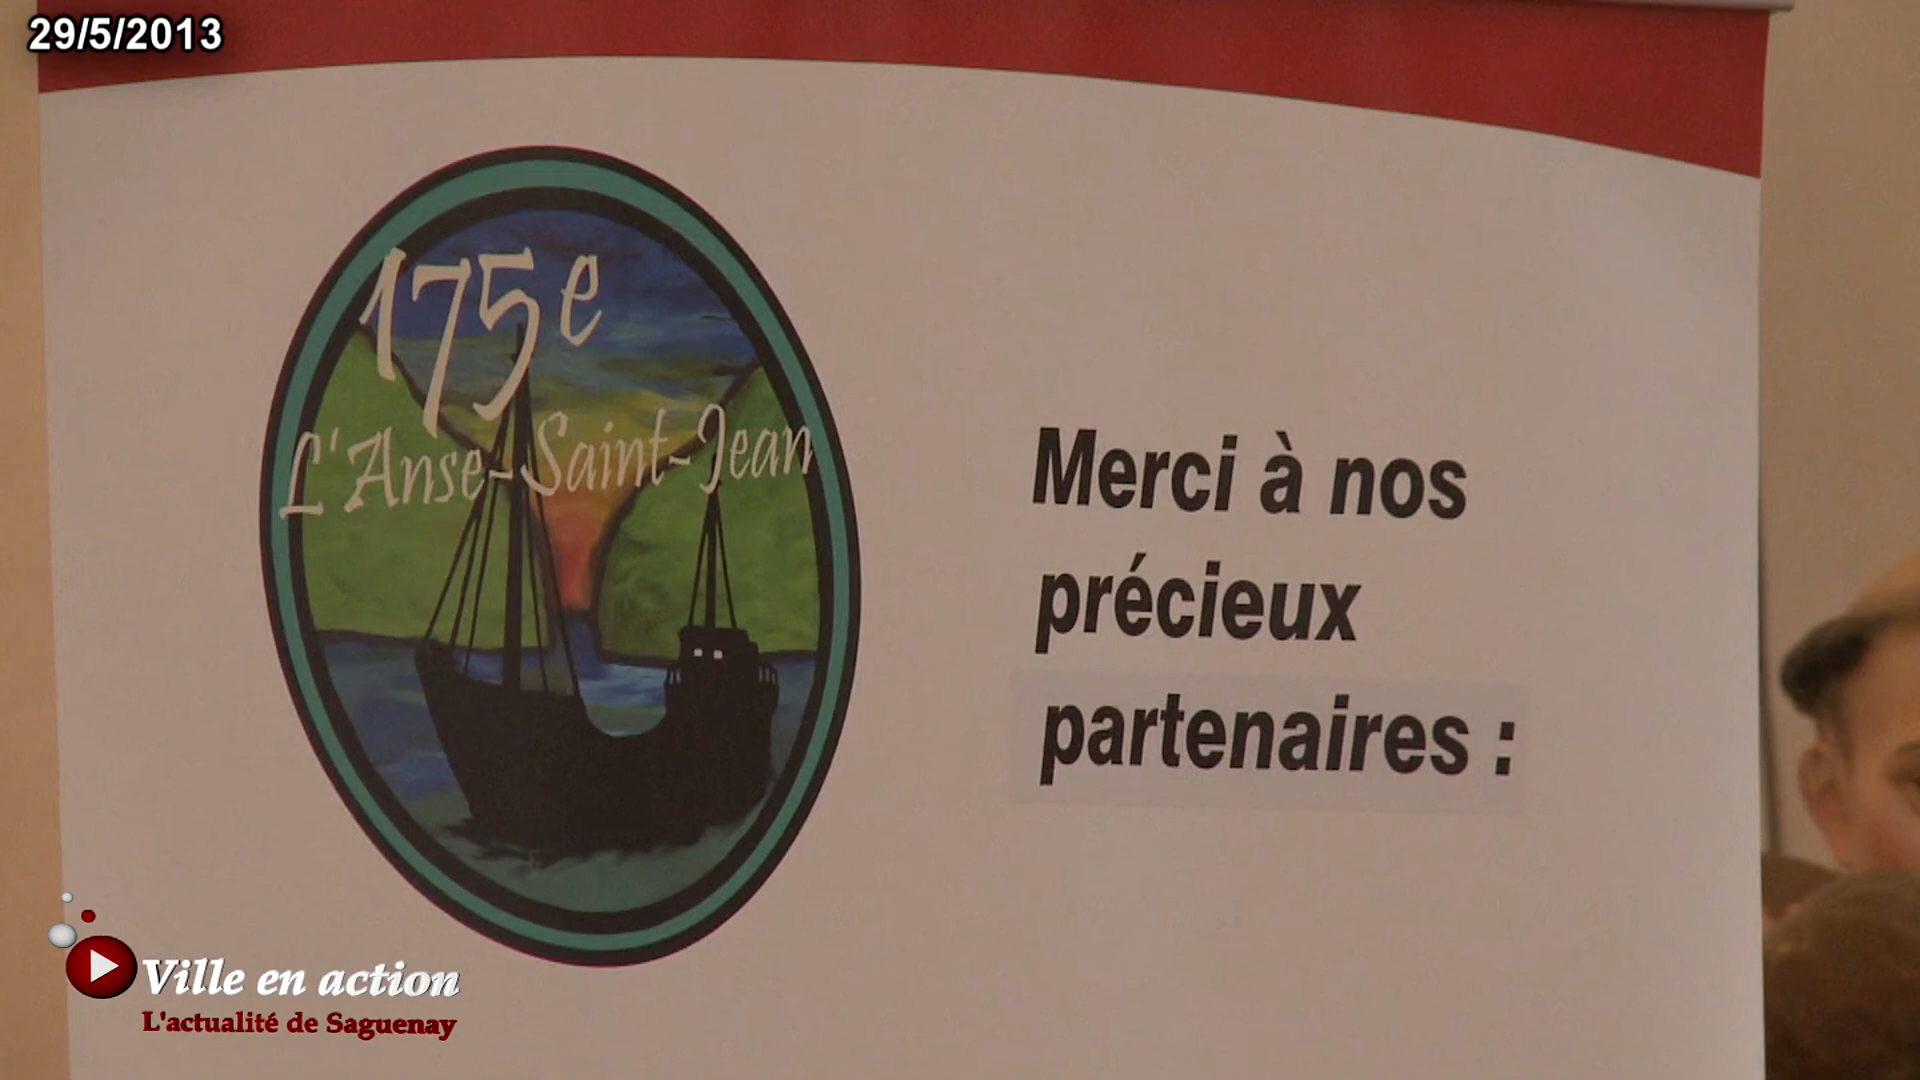 29/5/2013
175e
L'Anse-Saint-Jean
Merci à nos
précieux
partenaires :
Ville en action
L'actualité de Saguenay